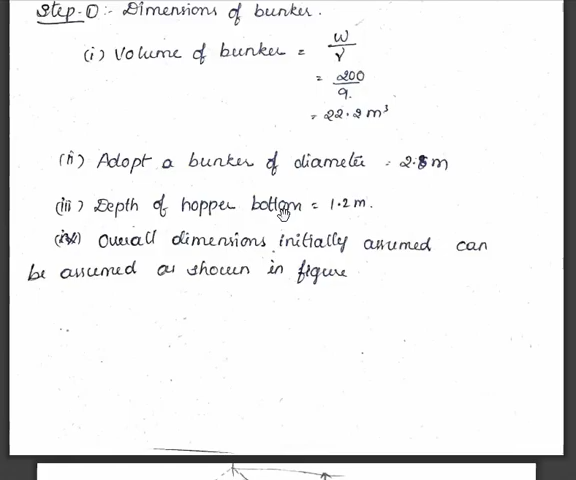 Step-① :- Dimensions of bunker.
(i) Volume of bunker = W/γ
= 200/9
= 22.2 m³
(ii) Adopt a bunker of diameter = 2.8 m
(iii) Depth of hopper bottom = 1.2 m.
(iv) Overall dimensions initially assumed can
be assumed as shown in figure